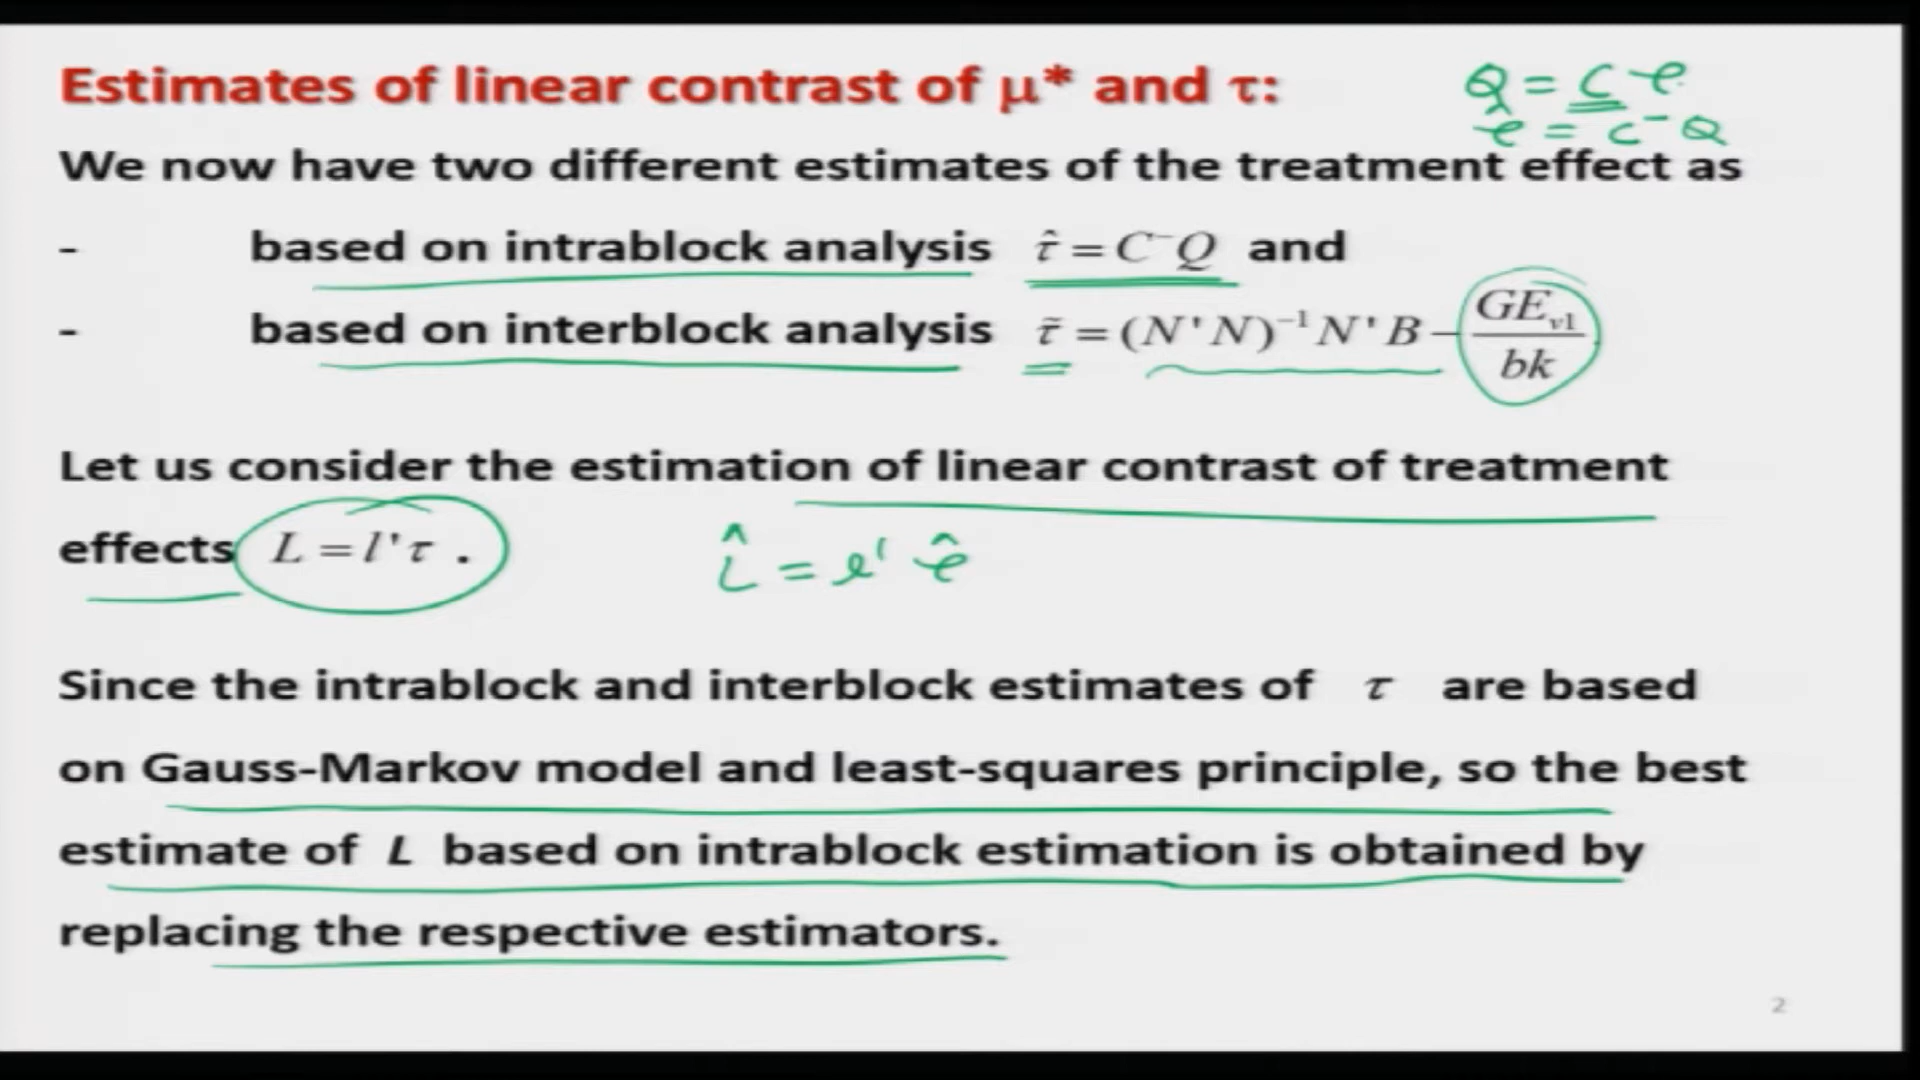 Estimates of linear contrast of μ* and τ:
Q = C τ
τ̂ = C⁻ Q
We now have two different estimates of the treatment effect as
- based on intrablock analysis τ̂ = C⁻Q and
- based on interblock analysis τ̃ = (N'N)⁻¹N'B − GE_v1 / bk.
Let us consider the estimation of linear contrast of treatment
effects L = l'τ .
L̂ = l' τ̂
Since the intrablock and interblock estimates of τ are based
on Gauss-Markov model and least-squares principle, so the best
estimate of L based on intrablock estimation is obtained by
replacing the respective estimators.
2